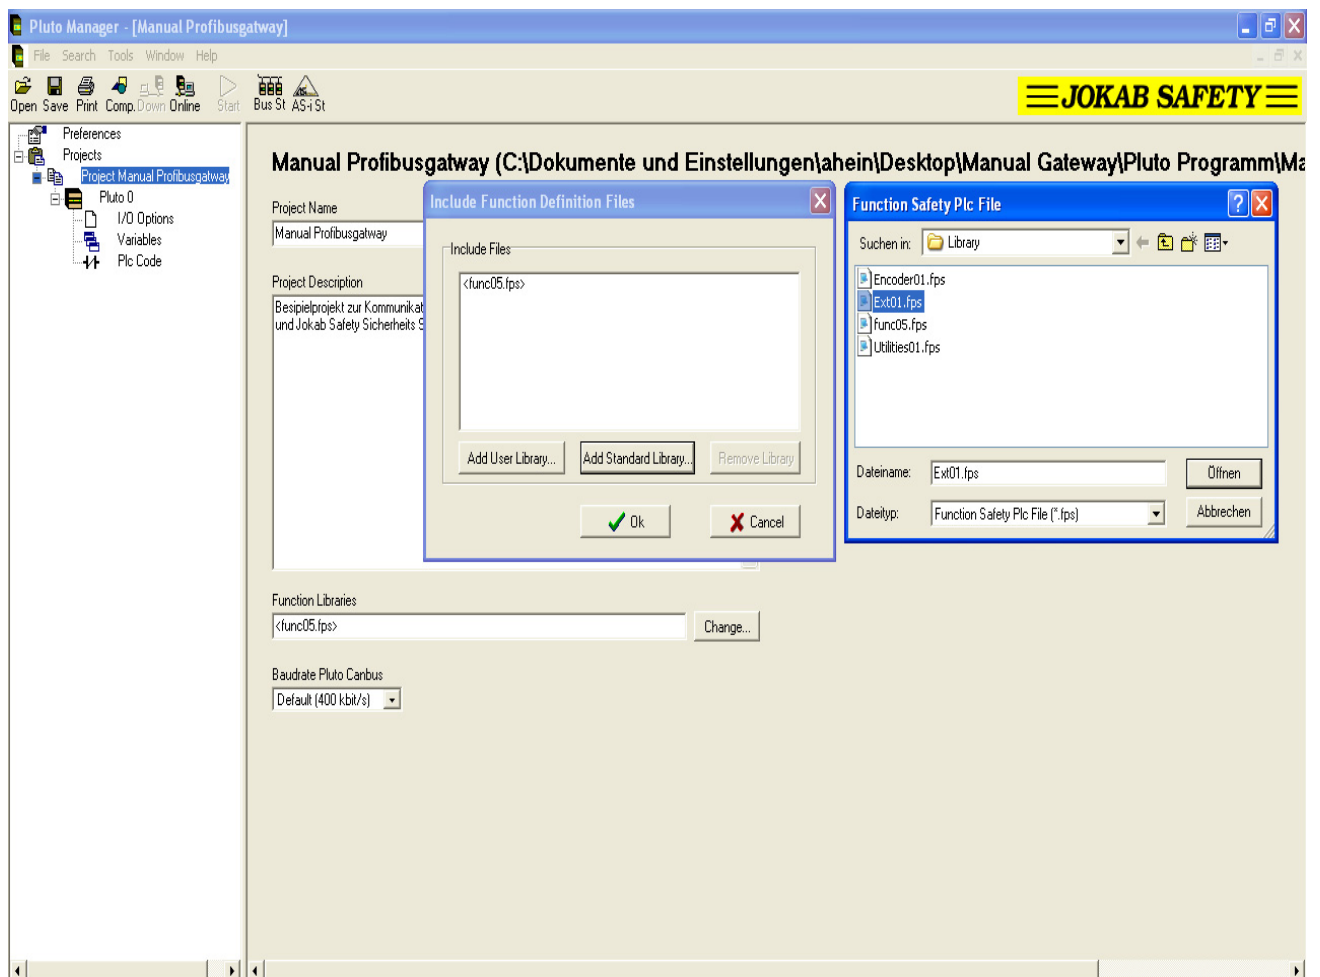 Pluto Manager - [Manual Profibusgatway]
File Search Tools Window Help
Open Save Print Comp. Down Online Start Bus St AS-i St
JOKAB SAFETY
Preferences
Projects
Project Manual Profibusgatway
Pluto 0
I/O Options
Variables
Plc Code
Manual Profibusgatway (C:\Dokumente und Einstellungen\ahein\Desktop\Manual Gateway\Pluto Programm\Ma
Project Name
Manual Profibusgatway
Project Description
Besipielprojekt zur Kommunikat
und Jokab Safety Sicherheits S
Include Function Definition Files
Include Files
<func05.fps>
Add User Library... Add Standard Library... Remove Library
Ok Cancel
Function Safety Plc File
Suchen in: Library
Encoder01.fps
Ext01.fps
func05.fps
Utilities01.fps
Dateiname: Ext01.fps Öffnen
Dateityp: Function Safety Plc File (*.fps) Abbrechen
Function Libraries
<func05.fps> Change...
Baudrate Pluto Canbus
Default (400 kbit/s)